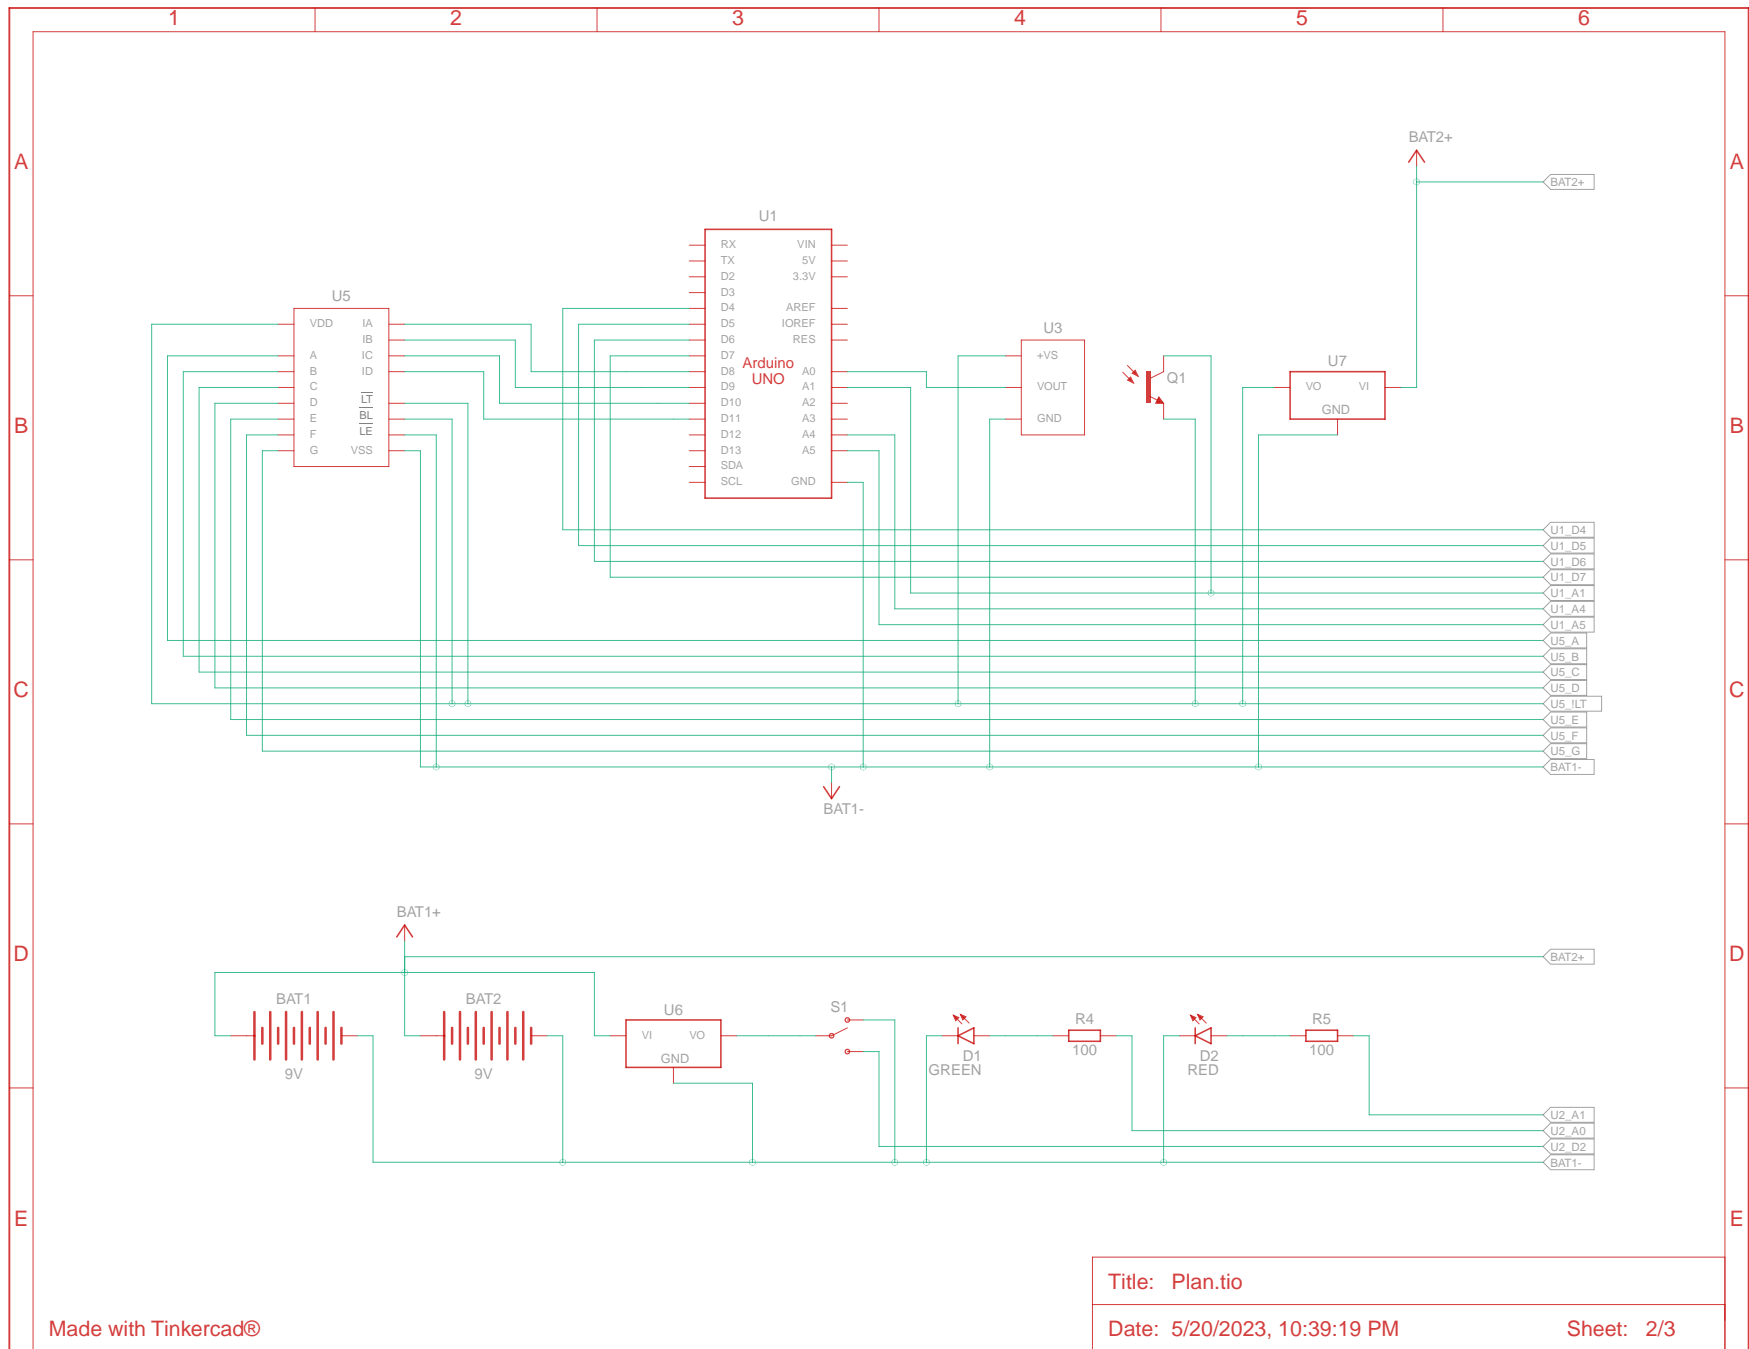 1 2 3 4 5 6
A A
B B
C C
D D
E E
BAT2+
BAT2+
U1
RX VIN
TX 5V
D2 3.3V
D3
D4 AREF
D5 IOREF
D6 RES
D7
D8 A0
D9 A1
D10 A2
D11 A3
D12 A4
D13 A5
SDA
SCL GND
Arduino
UNO
U5
VDD IA
IB
A IC
B ID
C
D LT
E BL
F LE
G VSS
U3
+VS
VOUT
GND
Q1
U7
VO VI
GND
U1_D4
U1_D5
U1_D6
U1_D7
U1_A1
U1_A4
U1_A5
U5_A
U5_B
U5_C
U5_D
U5_!LT
U5_E
U5_F
U5_G
BAT1-
BAT1-
BAT1+
BAT2+
BAT1
9V
BAT2
9V
U6
VI VO
GND
S1
D1
GREEN
R4
100
D2
RED
R5
100
U2_A1
U2_A0
U2_D2
BAT1-
Title: Plan.tio
Date: 5/20/2023, 10:39:19 PM Sheet: 2/3
Made with Tinkercad®